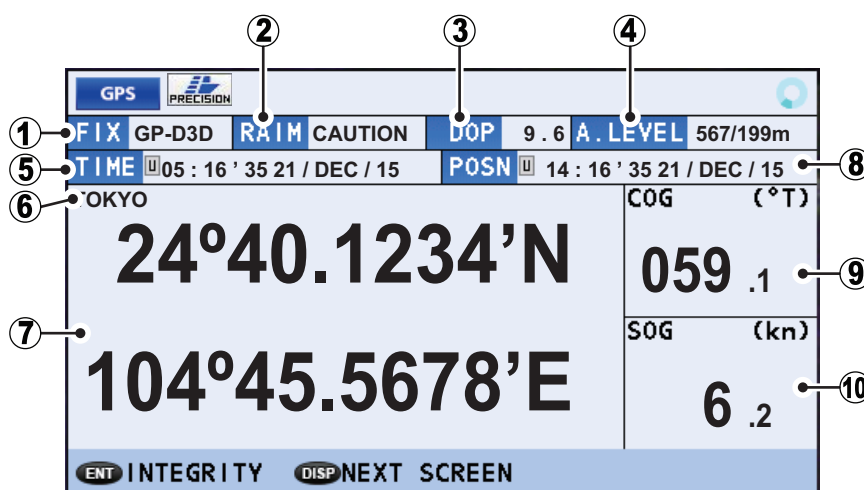 2 3 4
GPS PRECISION
1 FIX GP-D3D RAIM CAUTION DOP 9 . 6 A.LEVEL 567/199m
5 TIME U 05 : 16 ' 35 21 / DEC / 15 POSN U 14 : 16 ' 35 21 / DEC / 15 8
6 TOKYO COG (°T)
24º40.1234’N
059 .1 9
7 SOG (kn)
104º45.5678’E
6 .2 10
ENT INTEGRITY DISP NEXT SCREEN